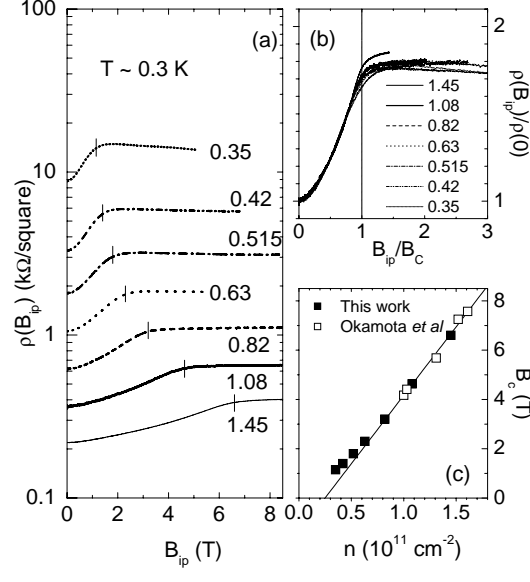 100
(a)
T ~ 0.3 K
0.35
10
0.42
0.515
0.63
1
0.82
1.08
1.45
0.1
0 2 4 6 8
B_ip (T)
ρ(B_ip) (kΩ/square)
(b)
2
1.45
1.08
0.82
0.63
0.515
0.42
0.35
1
0 1 2 3
B_ip/B_C
ρ(B_ip)/ρ(0)
This work
Okamota et al
8
6
4
2
0
B_c (T)
(c)
0.5 1.0 1.5
n (10^11 cm^-2)